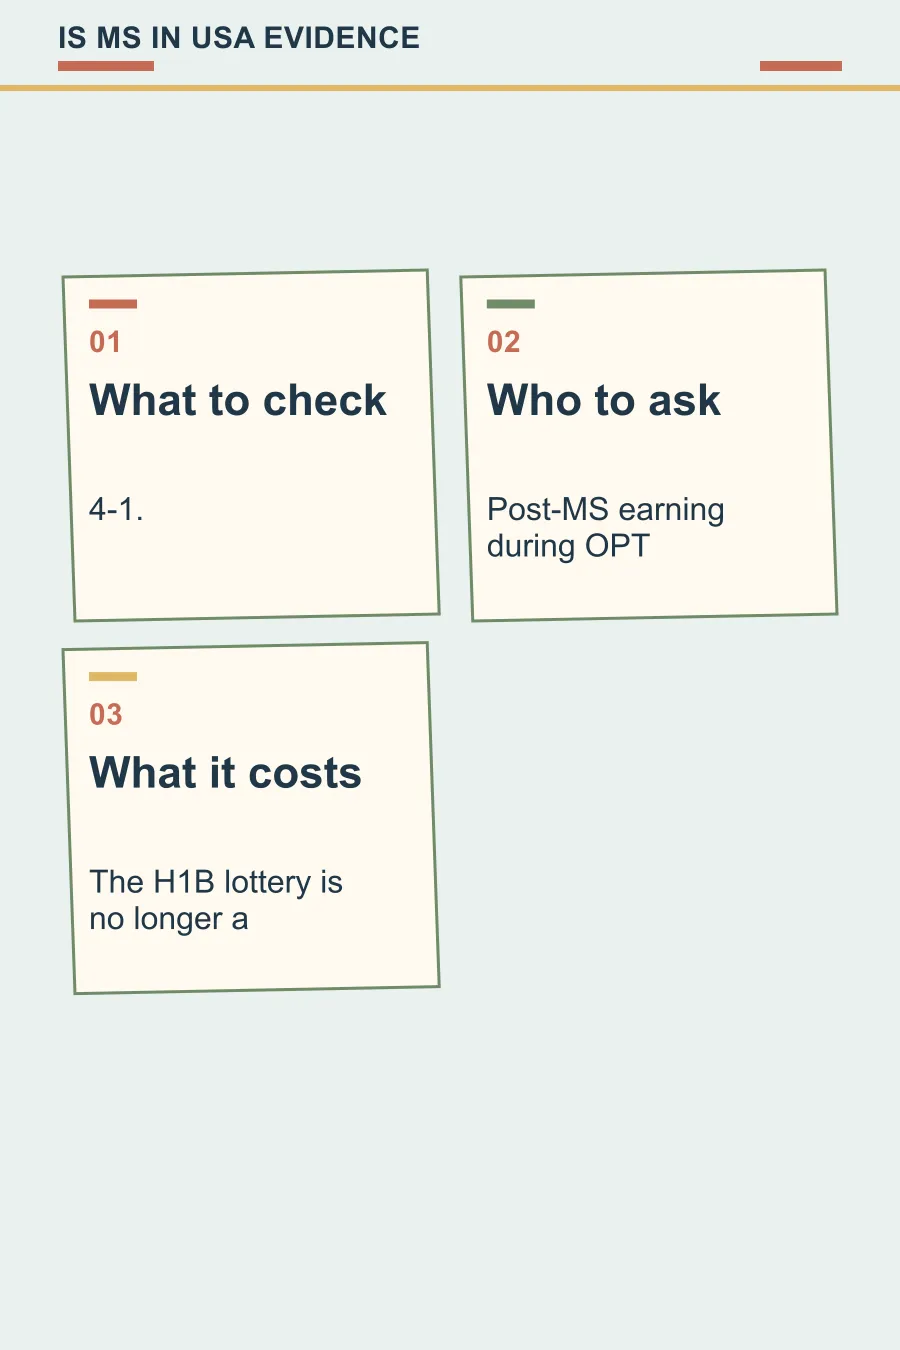 IS MS IN USA EVIDENCE
01
What to check
4-1.
02
Who to ask
Post-MS earning
during OPT
03
What it costs
The H1B lottery is
no longer a